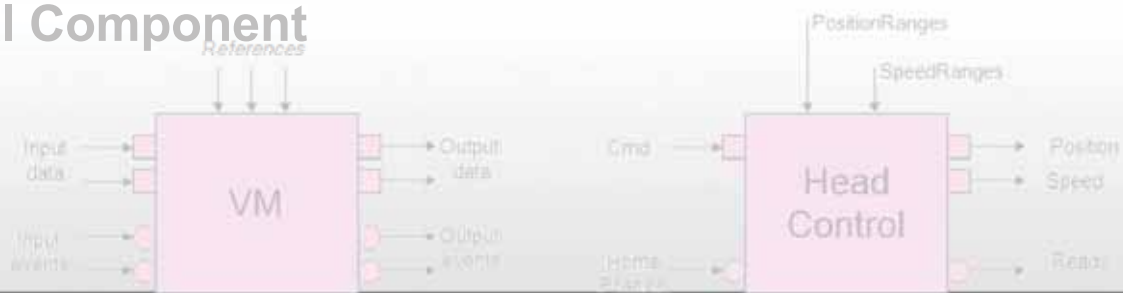 l Component
References
PositionRanges
SpeedRanges
Input
data
VM
Output
data
Input
events
Output
events
Cmd
Head
Control
Position
Speed
Home
Ready